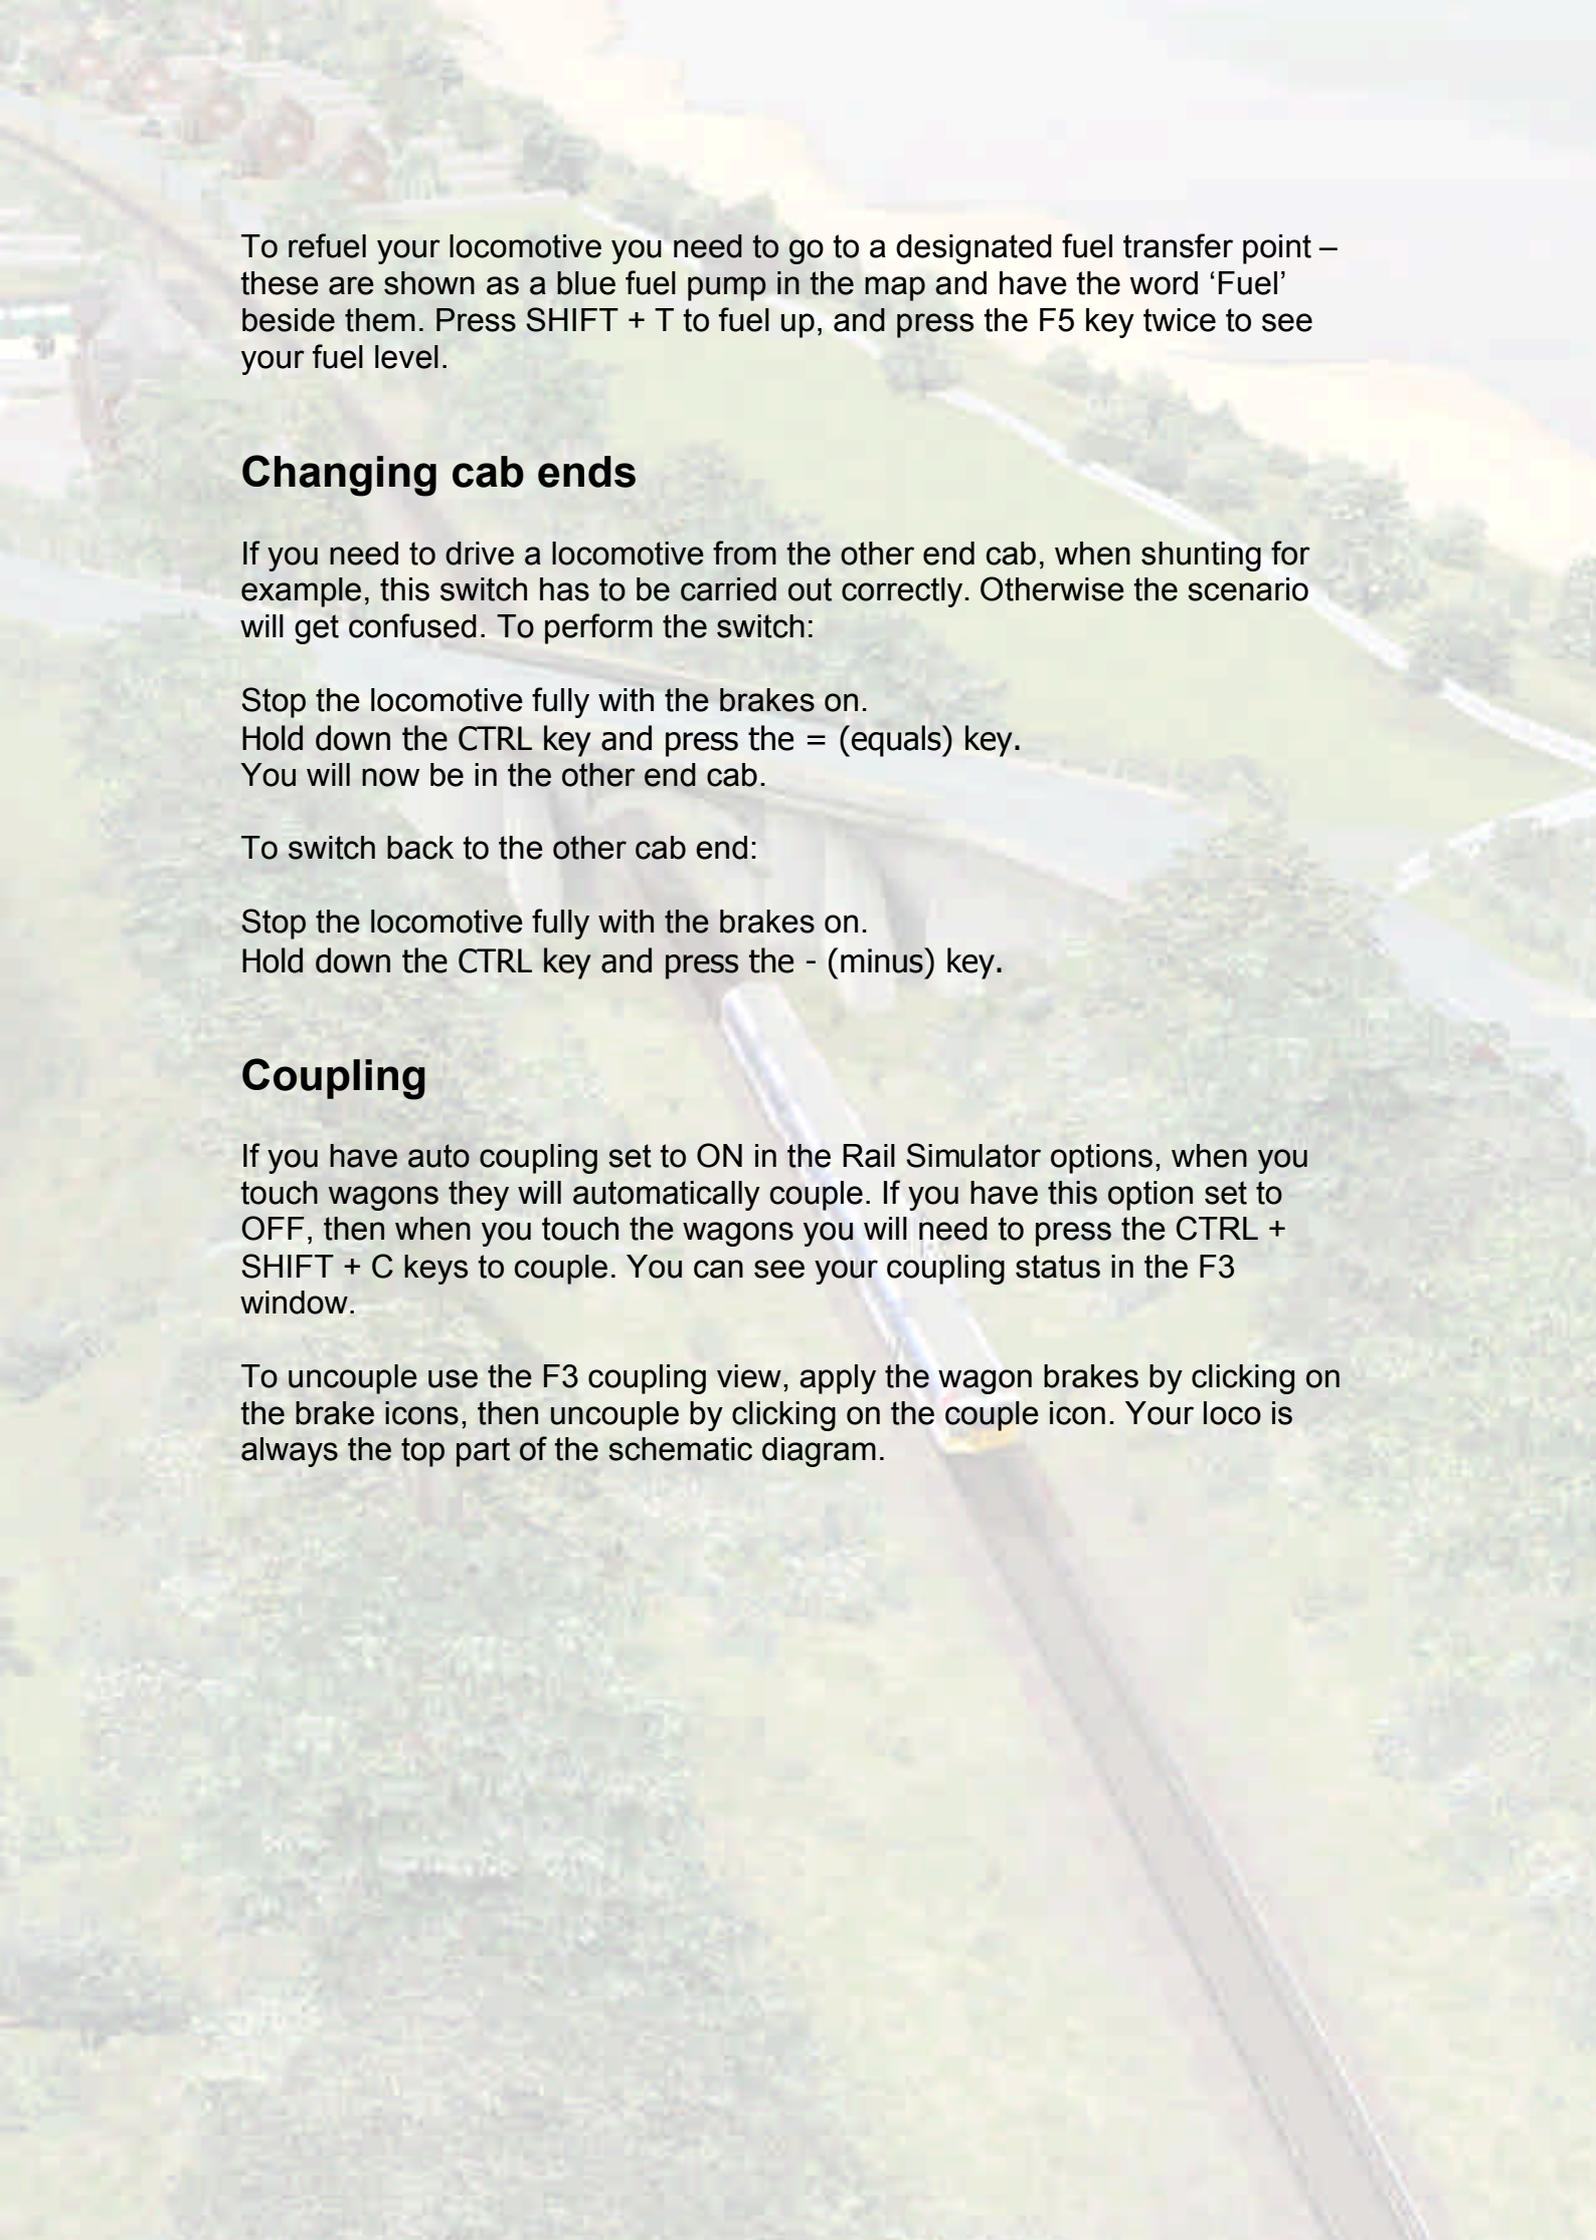 To refuel your locomotive you need to go to a designated fuel transfer point –
these are shown as a blue fuel pump in the map and have the word ‘Fuel’
beside them. Press SHIFT + T to fuel up, and press the F5 key twice to see
your fuel level.
Changing cab ends
If you need to drive a locomotive from the other end cab, when shunting for
example, this switch has to be carried out correctly. Otherwise the scenario
will get confused. To perform the switch:
Stop the locomotive fully with the brakes on.
Hold down the CTRL key and press the = (equals) key.
You will now be in the other end cab.
To switch back to the other cab end:
Stop the locomotive fully with the brakes on.
Hold down the CTRL key and press the - (minus) key.
Coupling
If you have auto coupling set to ON in the Rail Simulator options, when you
touch wagons they will automatically couple. If you have this option set to
OFF, then when you touch the wagons you will need to press the CTRL +
SHIFT + C keys to couple. You can see your coupling status in the F3
window.
To uncouple use the F3 coupling view, apply the wagon brakes by clicking on
the brake icons, then uncouple by clicking on the couple icon. Your loco is
always the top part of the schematic diagram.